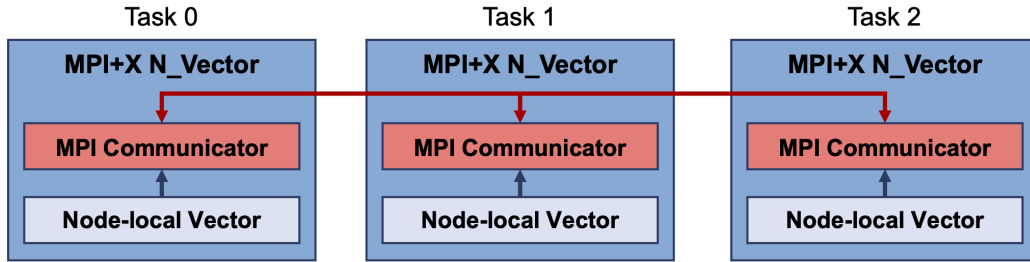 Task 0
Task 1
Task 2
MPI+X N_Vector
MPI+X N_Vector
MPI+X N_Vector
MPI Communicator
MPI Communicator
MPI Communicator
Node-local Vector
Node-local Vector
Node-local Vector